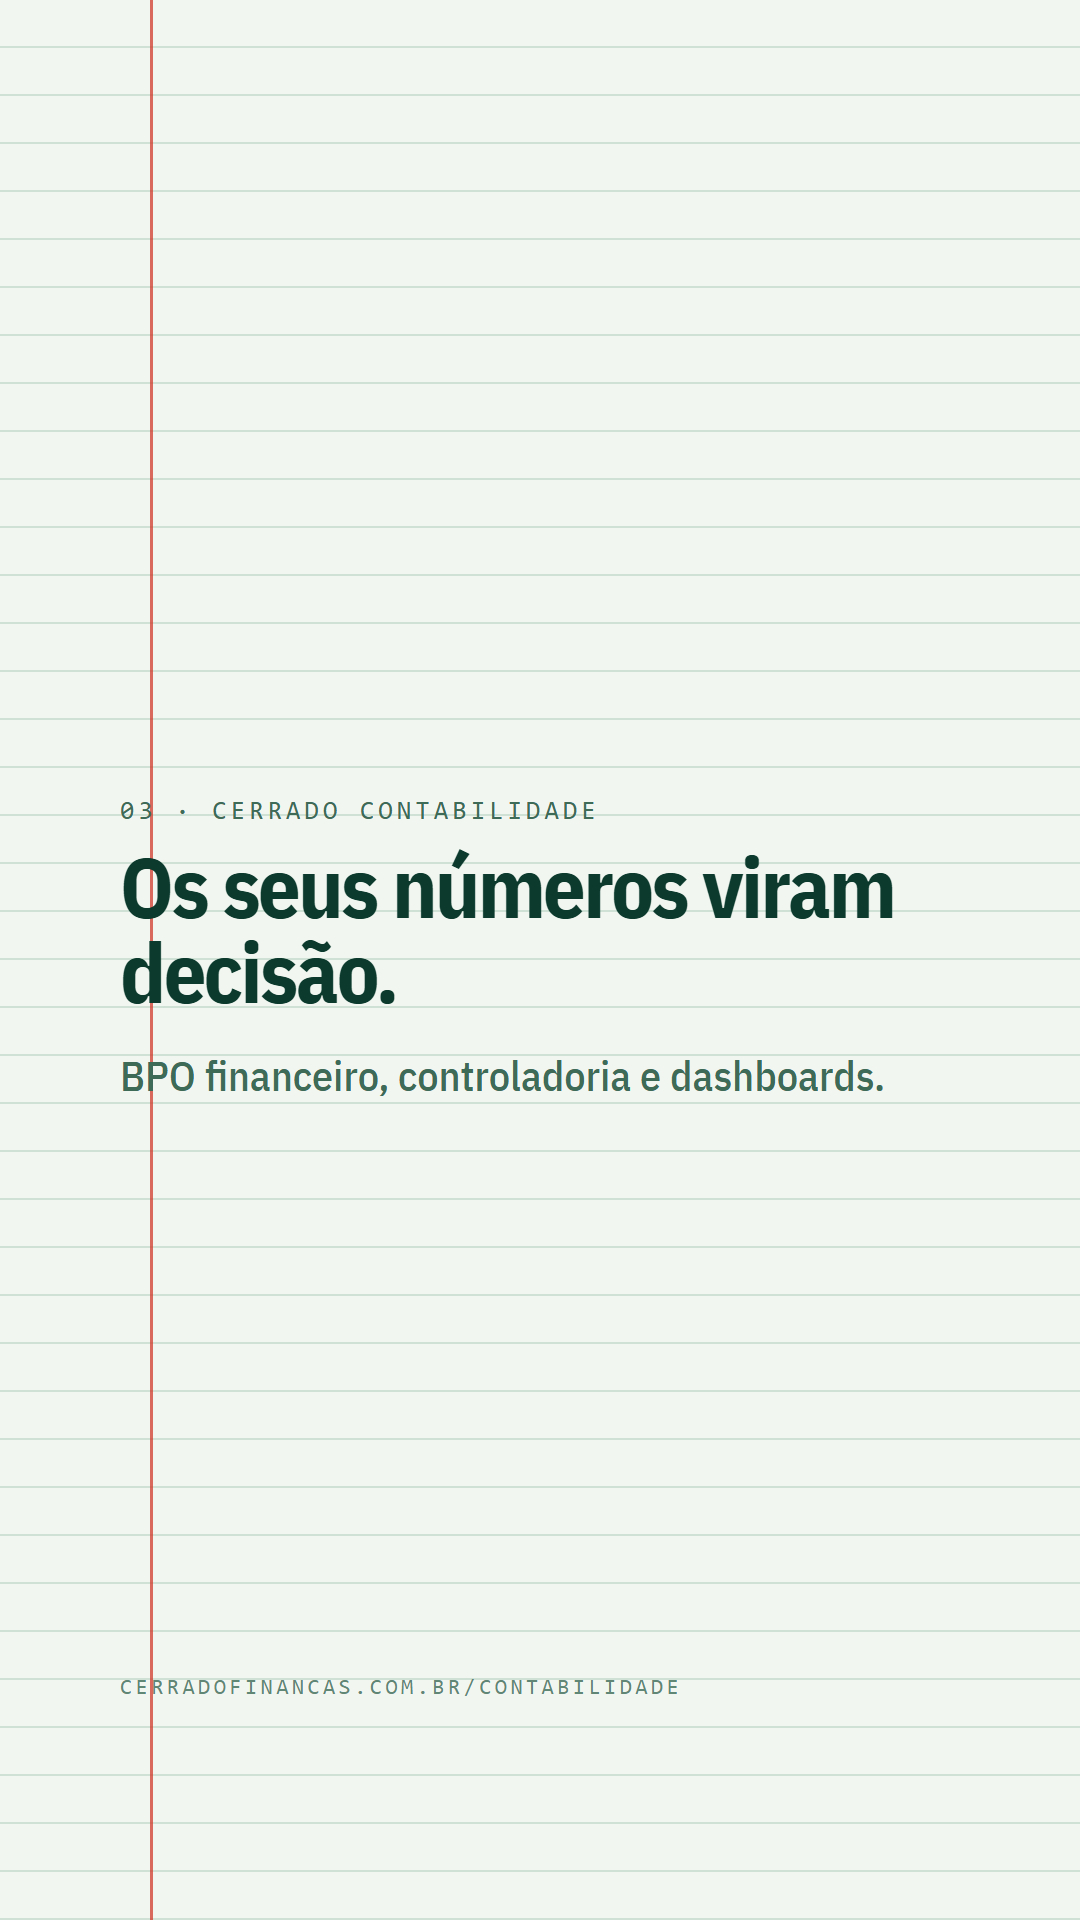 03 · CERRADO CONTABILIDADE
Os seus números viram
decisão.
BPO financeiro, controladoria e dashboards.
CERRADOFINANCAS.COM.BR/CONTABILIDADE